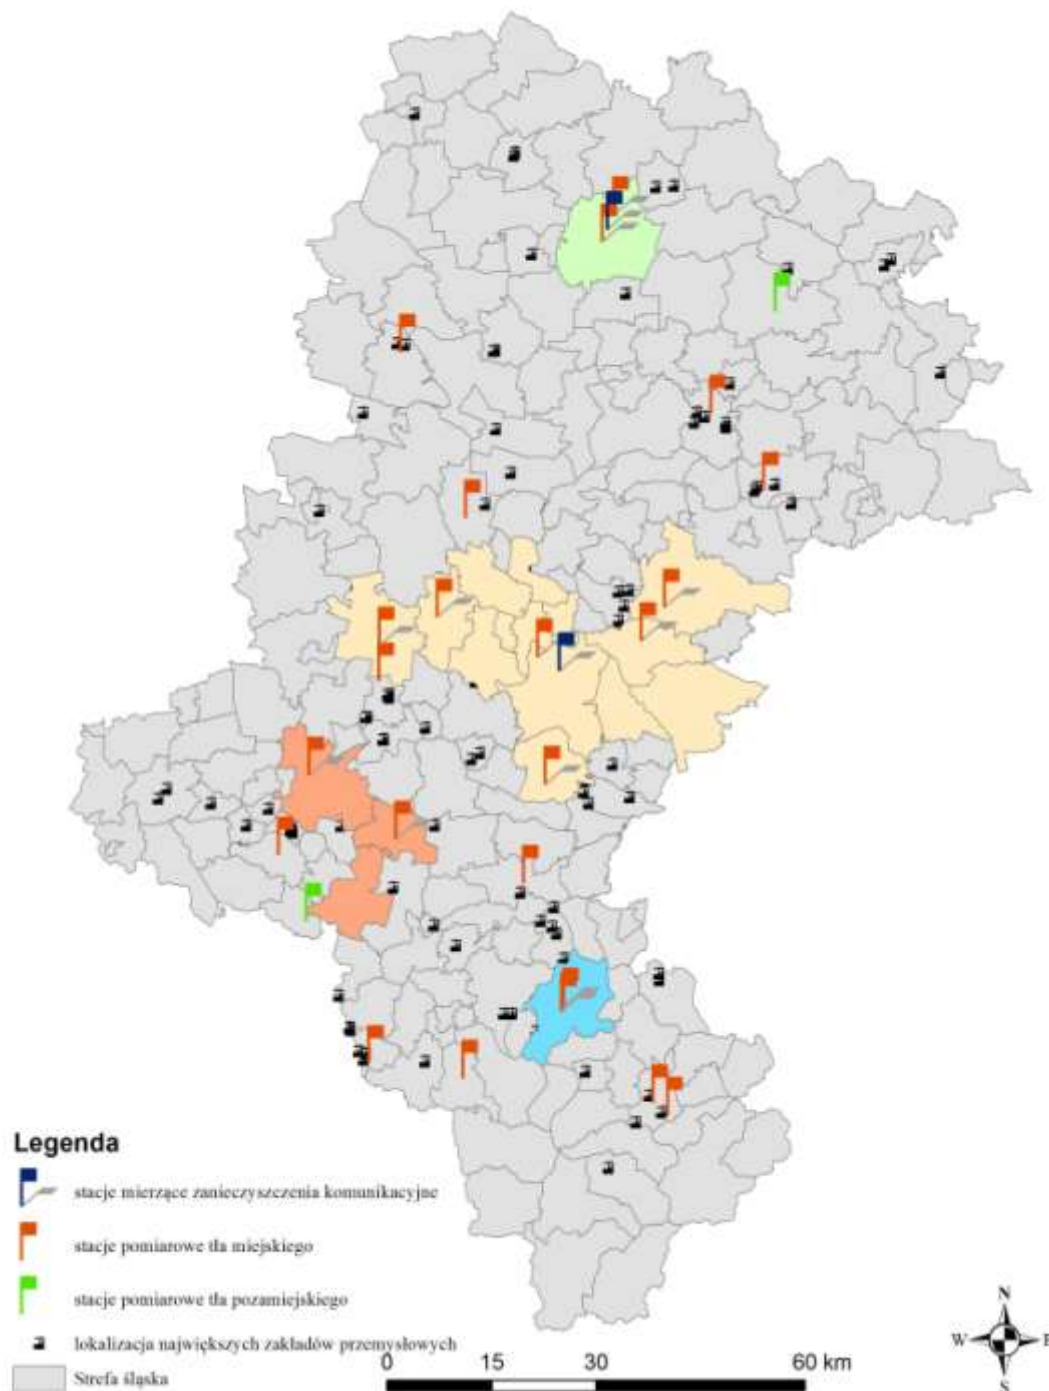 Legenda
stacje mierzące zanieczyszczenia komunikacyjne
stacje pomiarowe tła miejskiego
stacje pomiarowe tła pozamiejskiego
lokalizacja największych zakładów przemysłowych
Strefa śląska
0 15 30 60 km
N
W E
S